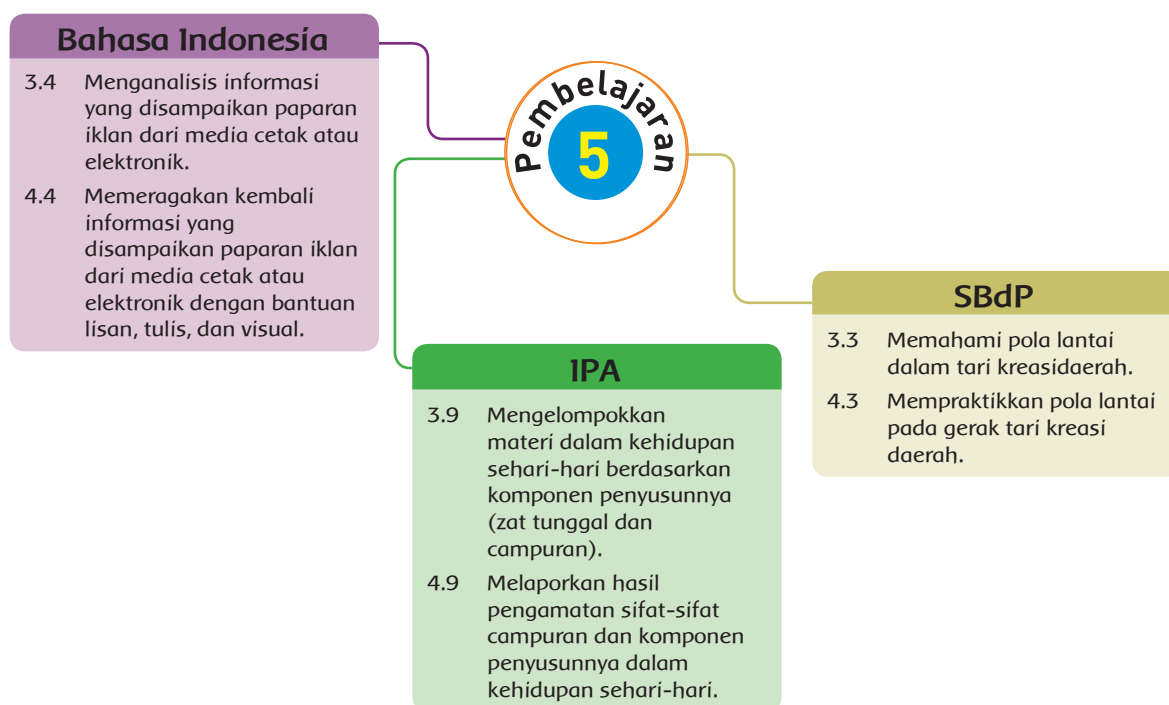 Bahasa Indonesia
3.4 Menganalisis informasi
yang disampaikan paparan
iklan dari media cetak atau
elektronik.
4.4 Memeragakan kembali
informasi yang
disampaikan paparan iklan
dari media cetak atau
elektronik dengan bantuan
lisan, tulis, dan visual.
Pembelajaran
5
IPA
3.9 Mengelompokkan
materi dalam kehidupan
sehari-hari berdasarkan
komponen penyusunnya
(zat tunggal dan
campuran).
4.9 Melaporkan hasil
pengamatan sifat-sifat
campuran dan komponen
penyusunnya dalam
kehidupan sehari-hari.
SBdP
3.3 Memahami pola lantai
dalam tari kreasidaerah.
4.3 Mempraktikkan pola lantai
pada gerak tari kreasi
daerah.